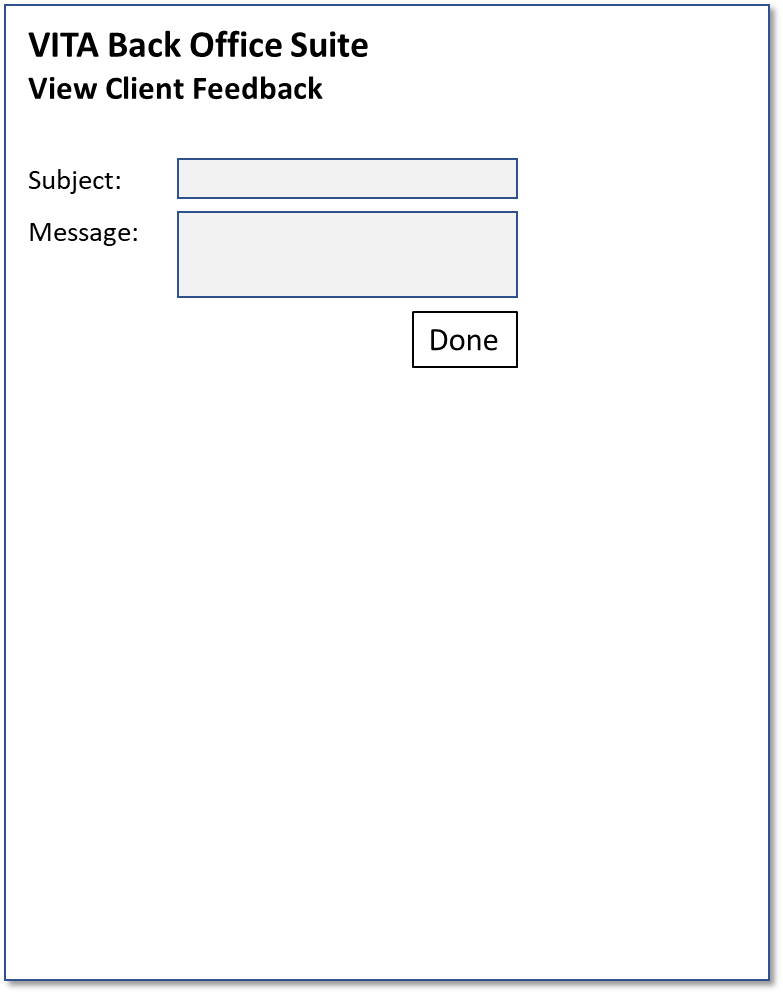 VITA Back Office Suite
View Client Feedback
Subject:
Message:
Done